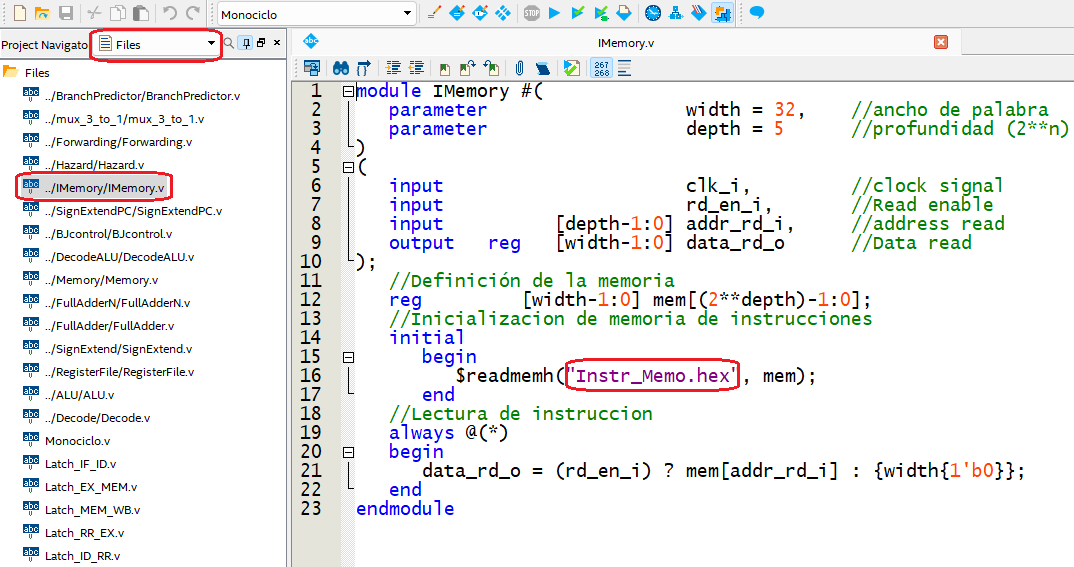 Monociclo
Project Navigator
Files
IMemory.v
Files
../BranchPredictor/BranchPredictor.v
../mux_3_to_1/mux_3_to_1.v
../Forwarding/Forwarding.v
../Hazard/Hazard.v
../IMemory/IMemory.v
../SignExtendPC/SignExtendPC.v
../BJcontrol/BJcontrol.v
../DecodeALU/DecodeALU.v
../Memory/Memory.v
../FullAdderN/FullAdderN.v
../FullAdder/FullAdder.v
../SignExtend/SignExtend.v
../RegisterFile/RegisterFile.v
../ALU/ALU.v
../Decode/Decode.v
Monociclo.v
Latch_IF_ID.v
Latch_EX_MEM.v
Latch_MEM_WB.v
Latch_RR_EX.v
Latch_ID_RR.v
267
268
1 module IMemory #(
2 parameter width = 32, //ancho de palabra
3 parameter depth = 5 //profundidad (2**n)
4 )
5 (
6 input clk_i, //clock signal
7 input rd_en_i, //Read enable
8 input [depth-1:0] addr_rd_i, //address read
9 output reg [width-1:0] data_rd_o //Data read
10 );
11 //Definición de la memoria
12 reg [width-1:0] mem[(2**depth)-1:0];
13 //Inicializacion de memoria de instrucciones
14 initial
15 begin
16 $readmemh("Instr_Memo.hex", mem);
17 end
18 //Lectura de instruccion
19 always @(*)
20 begin
21 data_rd_o = (rd_en_i) ? mem[addr_rd_i] : {width{1'b0}};
22 end
23 endmodule